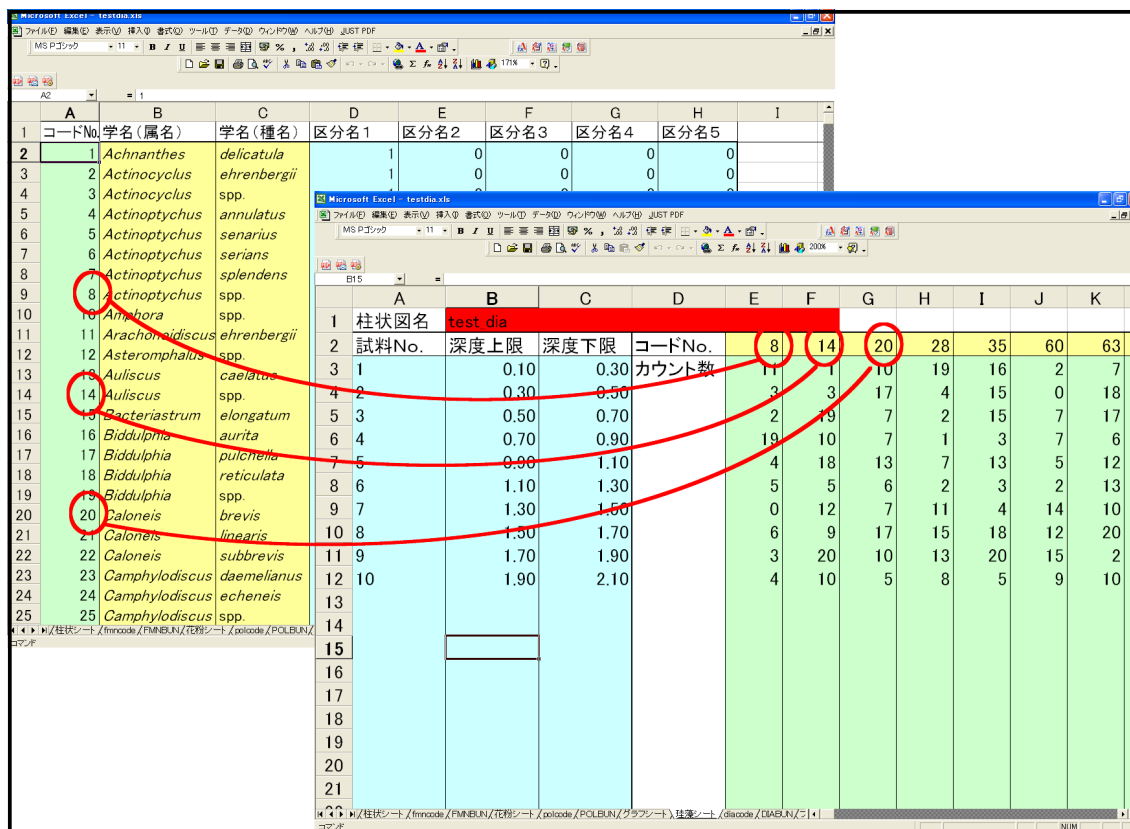 Microsoft Excel - testdia.xls
ファイル(F) 編集(E) 表示(V) 挿入(I) 書式(O) ツール(T) データ(D) ウィンドウ(W) ヘルプ(H) JUST PDF
MS Pゴシック 11 B I U
171%
A2 = 1
A B C D E F G H I
1 コードNo. 学名(属名) 学名(種名) 区分名1 区分名2 区分名3 区分名4 区分名5
2 1 Achnanthes delicatula 1 0 0 0 0
3 2 Actinocyclus ehrenbergii 1 0 0 0 0
4 3 Actinocyclus spp.
5 4 Actinoptychus annulatus
6 5 Actinoptychus senarius
7 6 Actinoptychus serians
8 7 Actinoptychus splendens
9 8 Actinoptychus spp.
10 10 Amphora spp.
11 11 Arachonoidiscus ehrenbergii
12 12 Asteromphalus spp.
13 13 Auliscus caelatus
14 14 Auliscus spp.
15 15 Bacteriastrum elongatum
16 16 Biddulphia aurita
17 17 Biddulphia pulchella
18 18 Biddulphia reticulata
19 19 Biddulphia spp.
20 20 Caloneis brevis
21 21 Caloneis linearis
22 22 Caloneis subbrevis
23 23 Camphylodiscus daemelianus
24 24 Camphylodiscus echeneis
25 25 Camphylodiscus spp.
柱状シート / fmncode / FMNBUN / 花粉シート / polcode / POLBUN /
コマンド
Microsoft Excel - testdia.xls
ファイル(F) 編集(E) 表示(V) 挿入(I) 書式(O) ツール(T) データ(D) ウィンドウ(W) ヘルプ(H) JUST PDF
MS Pゴシック 11 B I U
200%
B15 =
A B C D E F G H I J K
1 柱状図名 test_dia
2 試料No. 深度上限 深度下限 コードNo. 8 14 20 28 35 60 63
3 1 0.10 0.30 カウント数 11 1 10 19 16 2 7
4 2 0.30 0.50 3 3 17 4 15 0 18
5 3 0.50 0.70 2 19 7 2 15 7 17
6 4 0.70 0.90 19 10 7 1 3 7 6
7 5 0.90 1.10 4 18 13 7 13 5 12
8 6 1.10 1.30 5 5 6 2 3 2 13
9 7 1.30 1.50 0 12 7 11 4 14 10
10 8 1.50 1.70 6 9 17 15 18 12 20
11 9 1.70 1.90 3 20 10 13 20 15 2
12 10 1.90 2.10 4 10 5 8 5 9 10
13
14
15
16
17
18
19
20
21
柱状シート / fmncode / FMNBUN / 花粉シート / polcode / POLBUN / グラフシート / 珪藻シート / diacode / DIABUN /
コマンド NUM